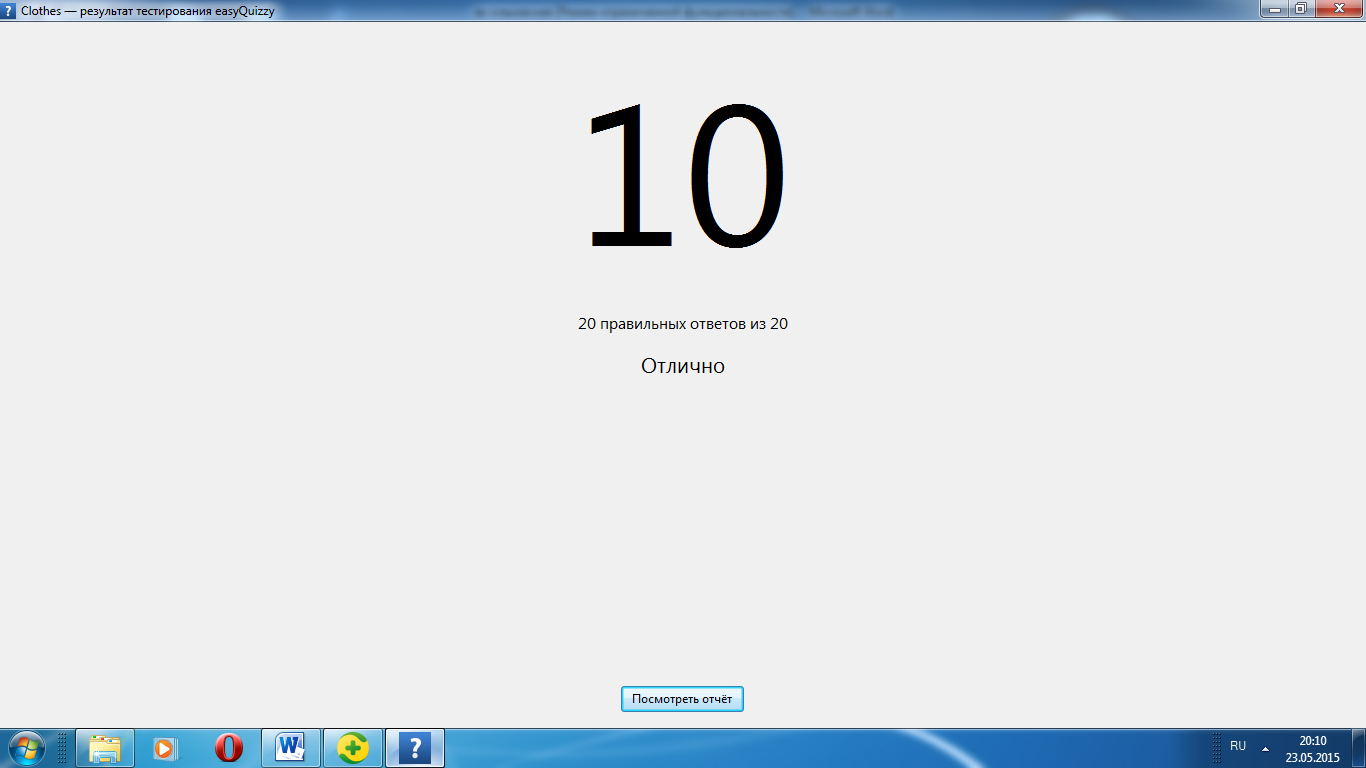 Clothes — результат тестирования easyQuizzy
10
20 правильных ответов из 20
Отлично
Посмотреть отчёт
RU
20:10
23.05.2015